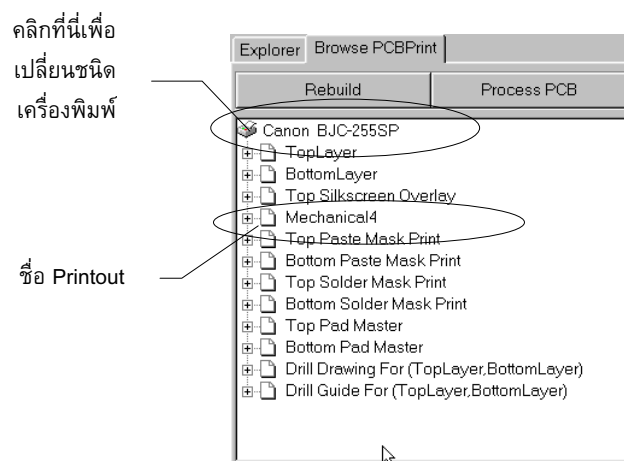 คลิกที่นี่เพื่อ
เปลี่ยนชนิด
เครื่องพิมพ์
Explorer Browse PCBPrint
Rebuild Process PCB
Canon BJC-255SP
TopLayer
BottomLayer
Top Silkscreen Overlay
Mechanical4
Top Paste Mask Print
Bottom Paste Mask Print
ชื่อ Printout
Top Solder Mask Print
Bottom Solder Mask Print
Top Pad Master
Bottom Pad Master
Drill Drawing For (TopLayer,BottomLayer)
Drill Guide For (TopLayer,BottomLayer)